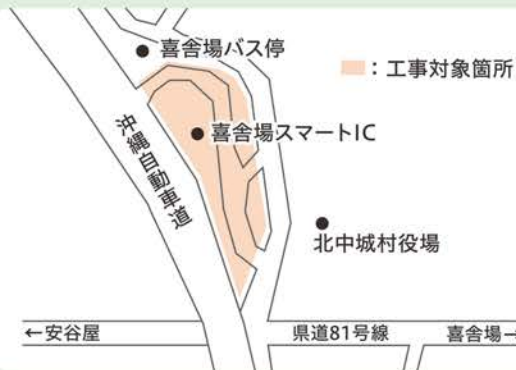 喜舎場バス停
：工事対象箇所
喜舎場スマートIC
沖縄自動車道
北中城村役場
←安谷屋
県道81号線
喜舎場→